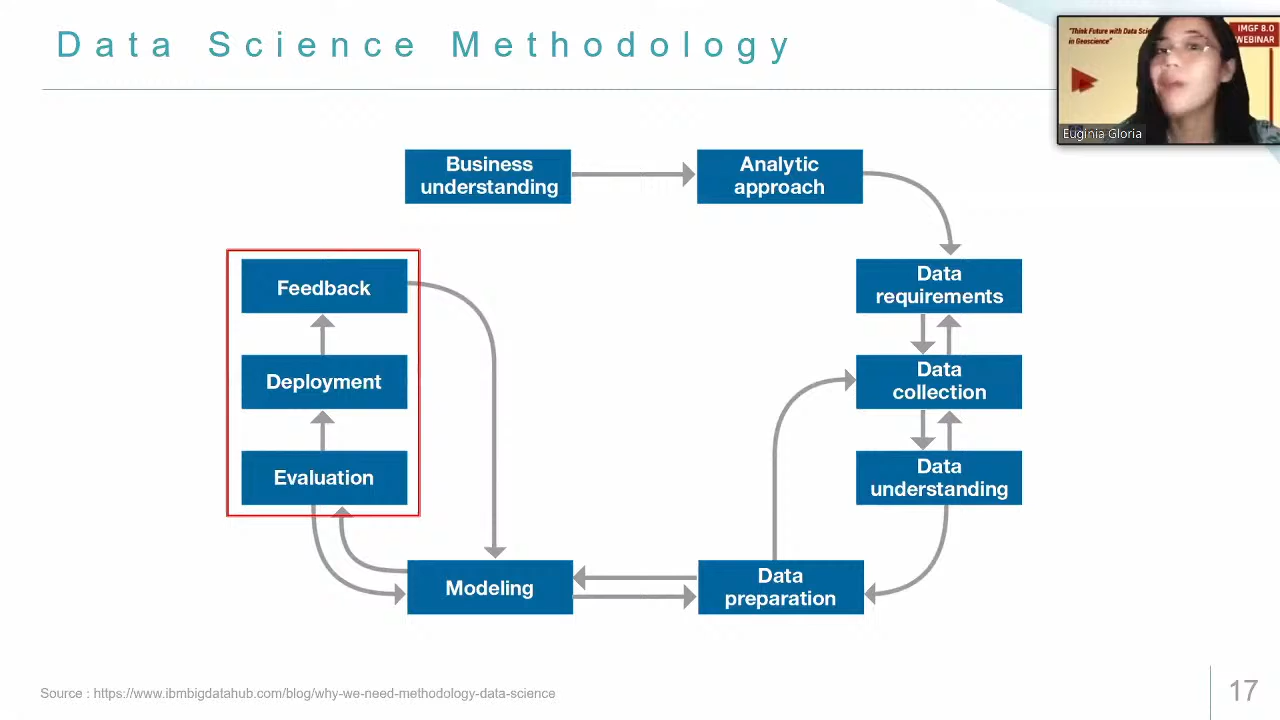 Data Science Methodology
"Think Future with Data
in Geoscience"
IMGF 8.0
WEBINAR
Euginia Gloria
Business
understanding
Analytic
approach
Feedback
Data
requirements
Deployment
Data
collection
Evaluation
Data
understanding
Modeling
Data
preparation
Source : https://www.ibmbigdatahub.com/blog/why-we-need-methodology-data-science
17